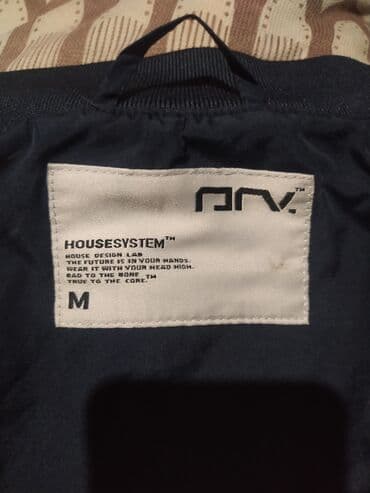 HOUSESYSTEM™
HOUSE DESIGN LAB
THE FUTURE IS IN YOUR HANDS.
WEAR IT WITH YOUR HEAD HIGH.
BAD TO THE BONE
TRUE TO THE CORE.™
M